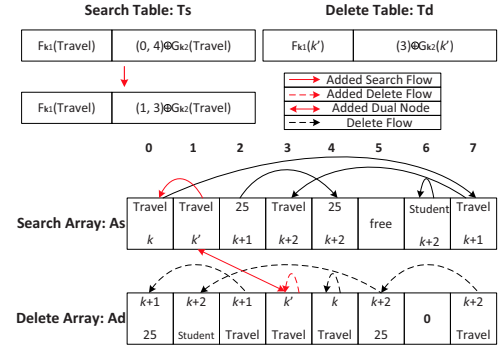 Search Table: Ts
Delete Table: Td
Fk1(Travel) (0, 4)⊕Gk2(Travel)
Fk1(k′) (3)⊕Gk2(k′)
Fk1(Travel) (1, 3)⊕Gk2(Travel)
Added Search Flow
Added Delete Flow
Added Dual Node
Delete Flow
0 1 2 3 4 5 6 7
Search Array: As
Travel k
Travel k′
25 k+1
Travel k+2
25 k+2
free
Student k+2
Travel k+1
Delete Array: Ad
k+1 25
k+2 Student
k+1 Travel
k′ Travel
k Travel
k+2 25
0
k+2 Travel